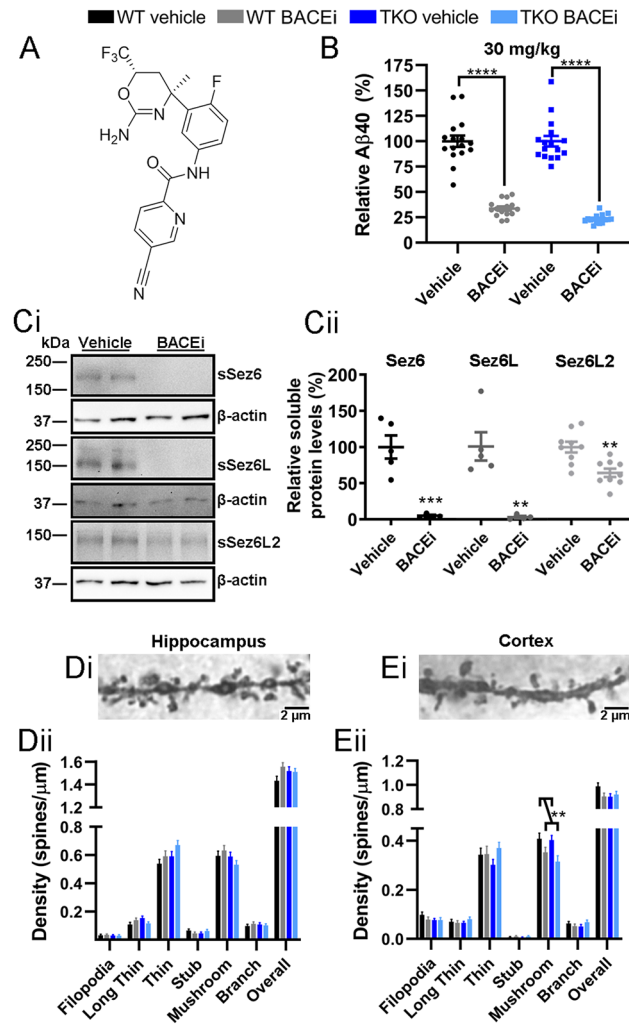 WT vehicle WT BACEi TKO vehicle TKO BACEi
A
F₃C
F
O
N
H₂N
O
NH
N
N
B
30 mg/kg
****
****
Relative Aβ40 (%)
175
150
125
100
75
50
25
0
Vehicle
BACEi
Vehicle
BACEi
Ci
kDa
Vehicle
BACEi
250
150
sSez6
37
β-actin
250
150
sSez6L
37
β-actin
150
sSez6L2
37
β-actin
Cii
Sez6 Sez6L Sez6L2
Relative soluble
protein levels (%)
200
150
100
50
0
***
**
**
Vehicle
BACEi
Vehicle
BACEi
Vehicle
BACEi
Hippocampus
Di
2 µm
Cortex
Ei
2 µm
Dii
Density (spines/µm)
1.6
1.4
1.2
0.8
0.6
0.4
0.2
Filopodia
Long Thin
Thin
Stub
Mushroom
Branch
Overall
Eii
Density (spines/µm)
1.2
1.0
0.8
0.4
0.2
0.0
**
Filopodia
Long Thin
Thin
Stub
Mushroom
Branch
Overall